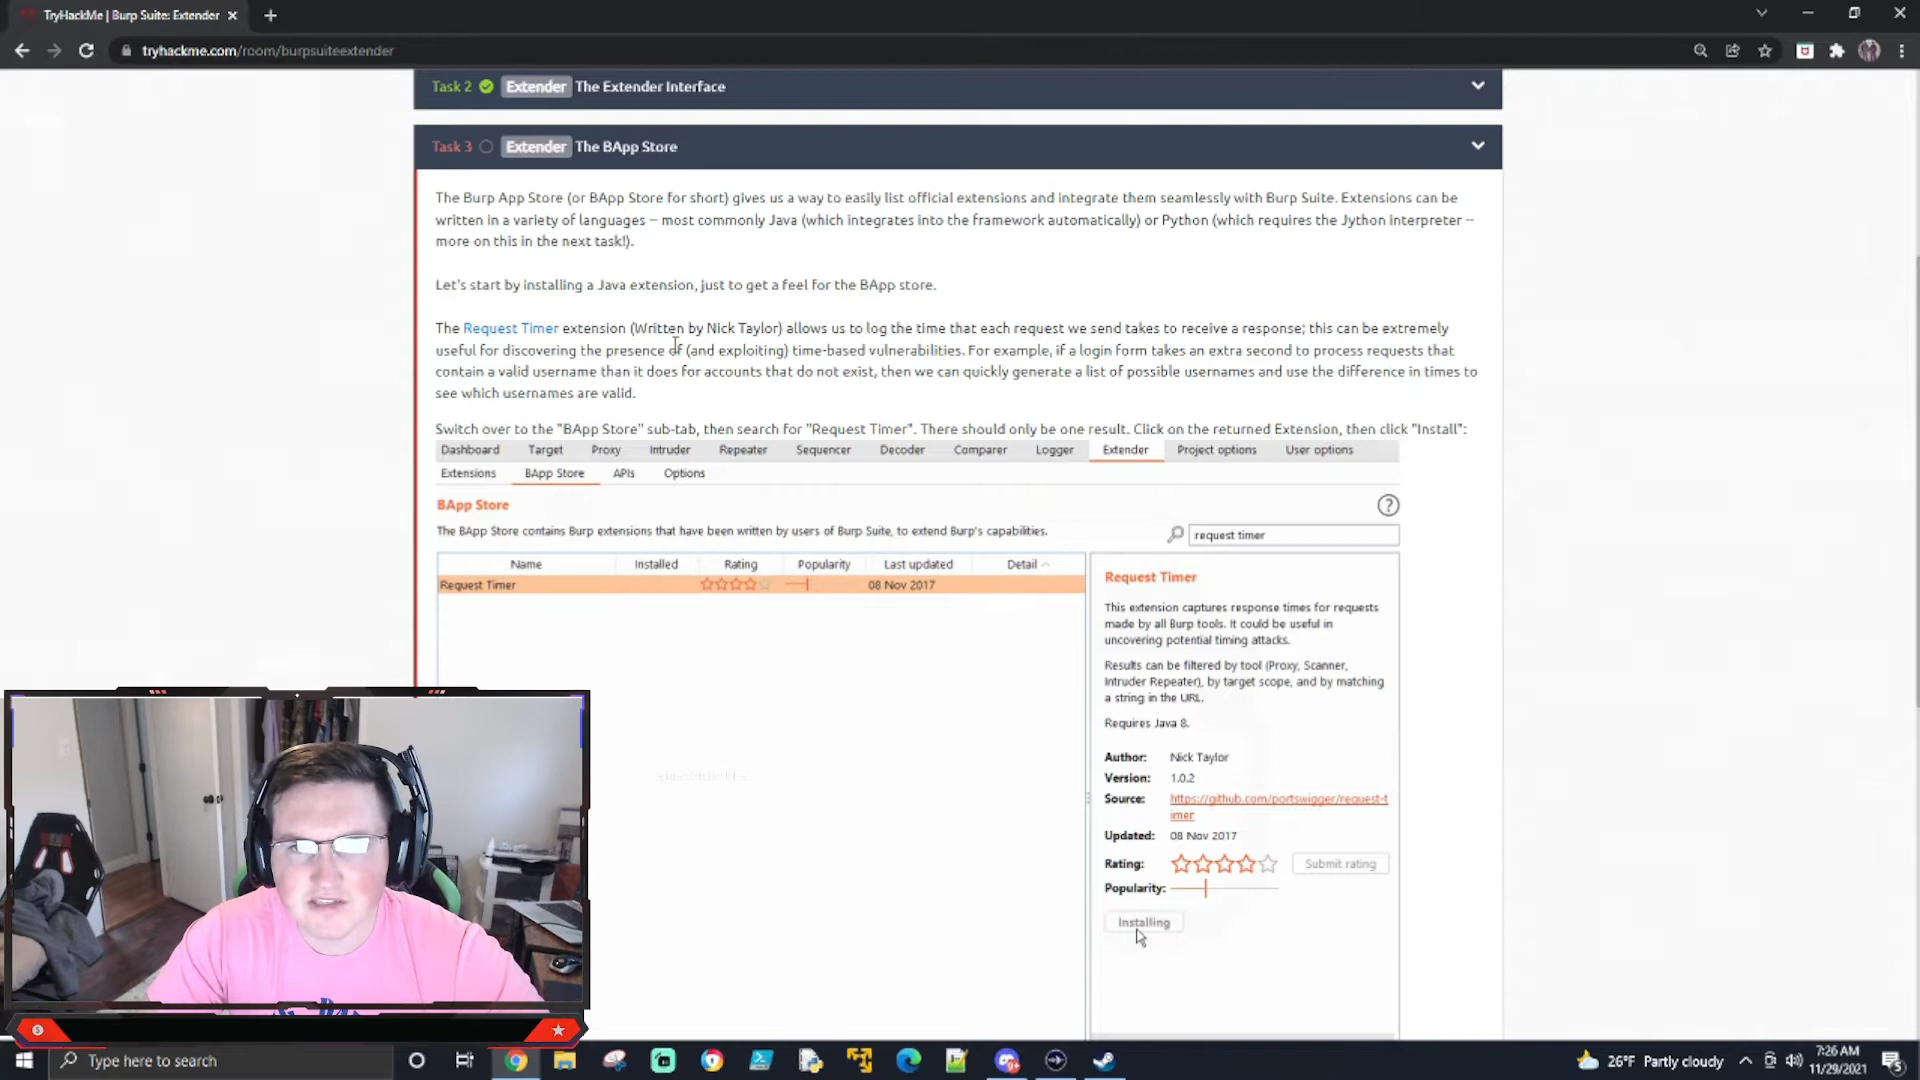 TryHackMe | Burp Suite: Extender
tryhackme.com/room/burpsuiteextender
Task 2 Extender The Extender Interface
Task 3 Extender The BApp Store
The Burp App Store (or BApp Store for short) gives us a way to easily list official extensions and integrate them seamlessly with Burp Suite. Extensions can be
written in a variety of languages -- most commonly Java (which integrates into the framework automatically) or Python (which requires the Jython interpreter --
more on this in the next task!).
Let's start by installing a Java extension, just to get a feel for the BApp store.
The Request Timer extension (Written by Nick Taylor) allows us to log the time that each request we send takes to receive a response; this can be extremely
useful for discovering the presence of (and exploiting) time-based vulnerabilities. For example, if a login form takes an extra second to process requests that
contain a valid username than it does for accounts that do not exist, then we can quickly generate a list of possible usernames and use the difference in times to
see which usernames are valid.
Switch over to the "BApp Store" sub-tab, then search for "Request Timer". There should only be one result. Click on the returned Extension, then click "Install":
Dashboard Target Proxy Intruder Repeater Sequencer Decoder Comparer Logger Extender Project options User options
Extensions BApp Store APIs Options
BApp Store
The BApp Store contains Burp extensions that have been written by users of Burp Suite, to extend Burp's capabilities.
request timer
Name Installed Rating Popularity Last updated Detail
Request Timer 08 Nov 2017
Request Timer
This extension captures response times for requests
made by all Burp tools. It could be useful in
uncovering potential timing attacks.
Results can be filtered by tool (Proxy, Scanner,
Intruder Repeater), by target scope, and by matching
a string in the URL.
Requires Java 8.
Author: Nick Taylor
Version: 1.0.2
Source: https://github.com/portswigger/request-t
imer
Updated: 08 Nov 2017
Rating: Submit rating
Popularity:
Installing
Type here to search
26°F Partly cloudy
7:26 AM
11/29/2021
5